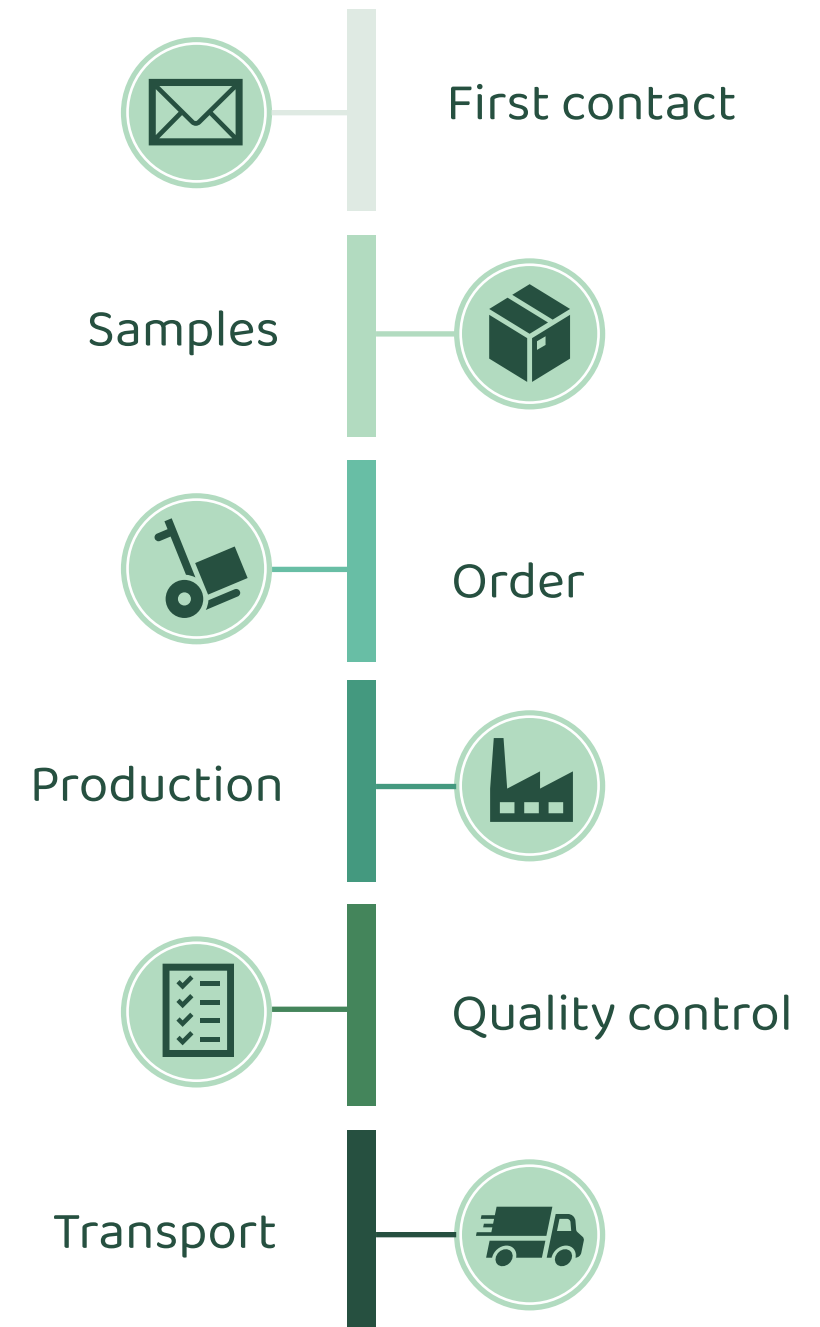 First contact
Samples
Order
Production
Quality control
Transport